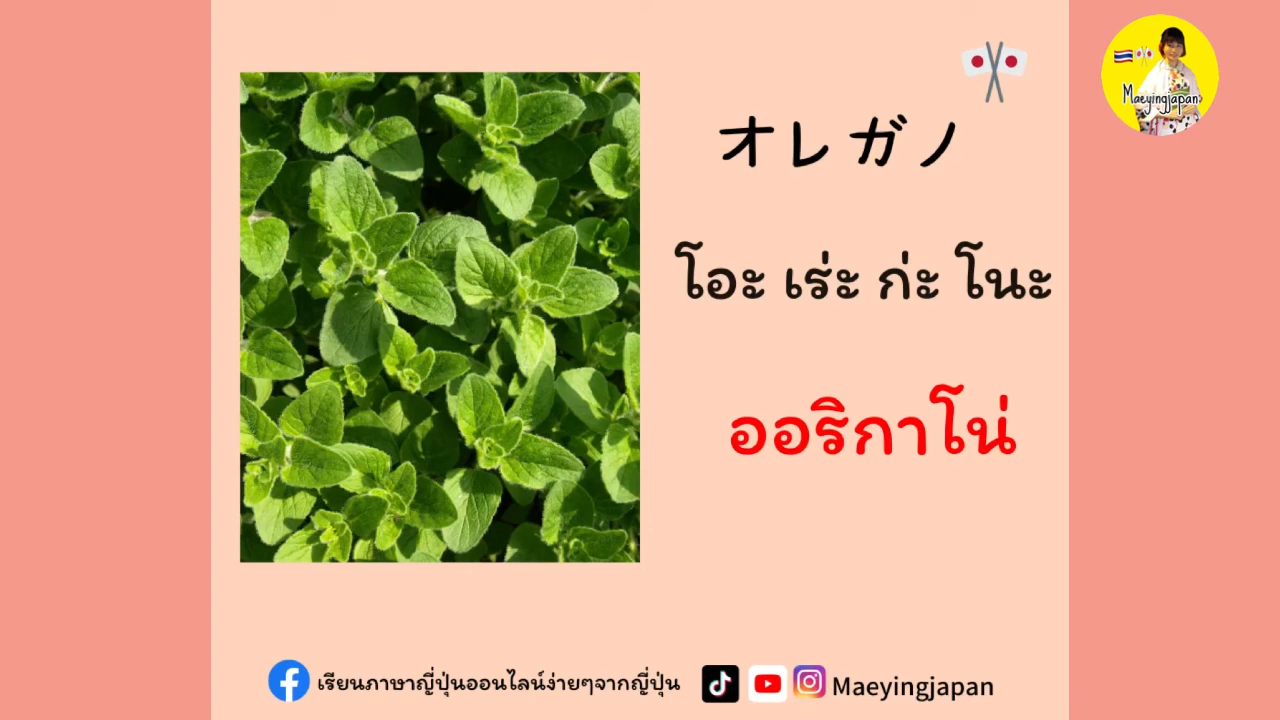 オレガノ
โอะ เร่ะ ก่ะ โนะ
ออริกาโน่
Maeyingjapan
เรียนภาษาญี่ปุ่นออนไลน์ง่ายๆจากญี่ปุ่น
Maeyingjapan